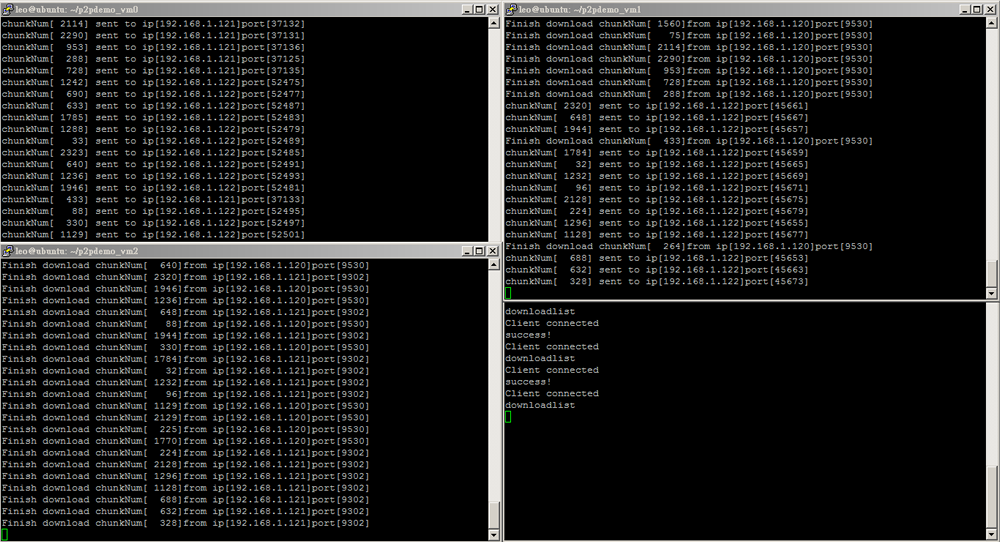 leo@ubuntu: ~/p2pdemo_vm0
chunkNum[ 2114] sent to ip[192.168.1.121]port[37132]
chunkNum[ 2290] sent to ip[192.168.1.121]port[37131]
chunkNum[  953] sent to ip[192.168.1.121]port[37136]
chunkNum[  288] sent to ip[192.168.1.121]port[37125]
chunkNum[  728] sent to ip[192.168.1.121]port[37135]
chunkNum[ 1242] sent to ip[192.168.1.122]port[52475]
chunkNum[  690] sent to ip[192.168.1.122]port[52477]
chunkNum[  633] sent to ip[192.168.1.122]port[52487]
chunkNum[ 1785] sent to ip[192.168.1.122]port[52483]
chunkNum[ 1288] sent to ip[192.168.1.122]port[52479]
chunkNum[   33] sent to ip[192.168.1.122]port[52489]
chunkNum[ 2323] sent to ip[192.168.1.122]port[52485]
chunkNum[  640] sent to ip[192.168.1.122]port[52491]
chunkNum[ 1236] sent to ip[192.168.1.122]port[52493]
chunkNum[ 1946] sent to ip[192.168.1.122]port[52481]
chunkNum[  433] sent to ip[192.168.1.121]port[37133]
chunkNum[   88] sent to ip[192.168.1.122]port[52495]
chunkNum[  330] sent to ip[192.168.1.122]port[52497]
chunkNum[ 1129] sent to ip[192.168.1.122]port[52501]
leo@ubuntu: ~/p2pdemo_vm2
Finish download chunkNum[  640]from ip[192.168.1.120]port[9530]
Finish download chunkNum[ 2320]from ip[192.168.1.121]port[9302]
Finish download chunkNum[ 1946]from ip[192.168.1.120]port[9530]
Finish download chunkNum[ 1236]from ip[192.168.1.120]port[9530]
Finish download chunkNum[  648]from ip[192.168.1.121]port[9302]
Finish download chunkNum[   88]from ip[192.168.1.120]port[9530]
Finish download chunkNum[ 1944]from ip[192.168.1.121]port[9302]
Finish download chunkNum[  330]from ip[192.168.1.120]port[9530]
Finish download chunkNum[ 1784]from ip[192.168.1.121]port[9302]
Finish download chunkNum[   32]from ip[192.168.1.121]port[9302]
Finish download chunkNum[ 1232]from ip[192.168.1.121]port[9302]
Finish download chunkNum[   96]from ip[192.168.1.121]port[9302]
Finish download chunkNum[ 1129]from ip[192.168.1.120]port[9530]
Finish download chunkNum[ 2129]from ip[192.168.1.120]port[9530]
Finish download chunkNum[  225]from ip[192.168.1.120]port[9530]
Finish download chunkNum[ 1770]from ip[192.168.1.120]port[9530]
Finish download chunkNum[  224]from ip[192.168.1.121]port[9302]
Finish download chunkNum[ 2128]from ip[192.168.1.121]port[9302]
Finish download chunkNum[ 1296]from ip[192.168.1.121]port[9302]
Finish download chunkNum[ 1128]from ip[192.168.1.121]port[9302]
Finish download chunkNum[  688]from ip[192.168.1.121]port[9302]
Finish download chunkNum[  632]from ip[192.168.1.121]port[9302]
Finish download chunkNum[  328]from ip[192.168.1.121]port[9302]
leo@ubuntu: ~/p2pdemo_vm1
Finish download chunkNum[ 1560]from ip[192.168.1.120]port[9530]
Finish download chunkNum[   75]from ip[192.168.1.120]port[9530]
Finish download chunkNum[ 2114]from ip[192.168.1.120]port[9530]
Finish download chunkNum[ 2290]from ip[192.168.1.120]port[9530]
Finish download chunkNum[  953]from ip[192.168.1.120]port[9530]
Finish download chunkNum[  728]from ip[192.168.1.120]port[9530]
Finish download chunkNum[  288]from ip[192.168.1.120]port[9530]
chunkNum[ 2320] sent to ip[192.168.1.122]port[45661]
chunkNum[  648] sent to ip[192.168.1.122]port[45667]
chunkNum[ 1944] sent to ip[192.168.1.122]port[45657]
Finish download chunkNum[  433]from ip[192.168.1.120]port[9530]
chunkNum[ 1784] sent to ip[192.168.1.122]port[45659]
chunkNum[   32] sent to ip[192.168.1.122]port[45665]
chunkNum[ 1232] sent to ip[192.168.1.122]port[45669]
chunkNum[   96] sent to ip[192.168.1.122]port[45671]
chunkNum[ 2128] sent to ip[192.168.1.122]port[45675]
chunkNum[  224] sent to ip[192.168.1.122]port[45679]
chunkNum[ 1296] sent to ip[192.168.1.122]port[45655]
chunkNum[ 1128] sent to ip[192.168.1.122]port[45677]
Finish download chunkNum[  264]from ip[192.168.1.120]port[9530]
chunkNum[  688] sent to ip[192.168.1.122]port[45653]
chunkNum[  632] sent to ip[192.168.1.122]port[45663]
chunkNum[  328] sent to ip[192.168.1.122]port[45673]
downloadlist
Client connected
success!
Client connected
downloadlist
Client connected
success!
Client connected
downloadlist